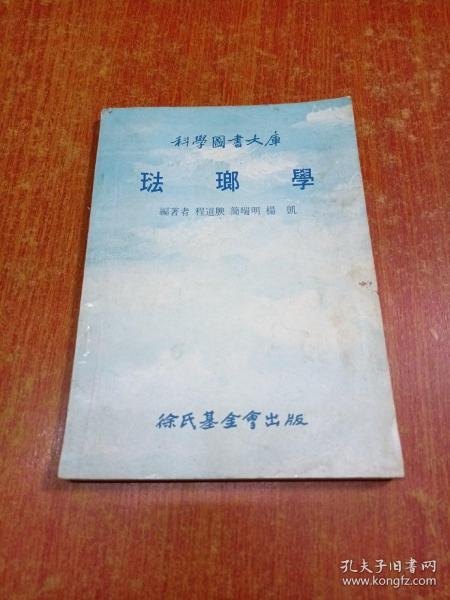 科學圖書大庫
琺瑯學
編著者 程道腴 簡端明 楊凱
徐氏基金會出版
孔夫子旧书网
www.kongfz.com